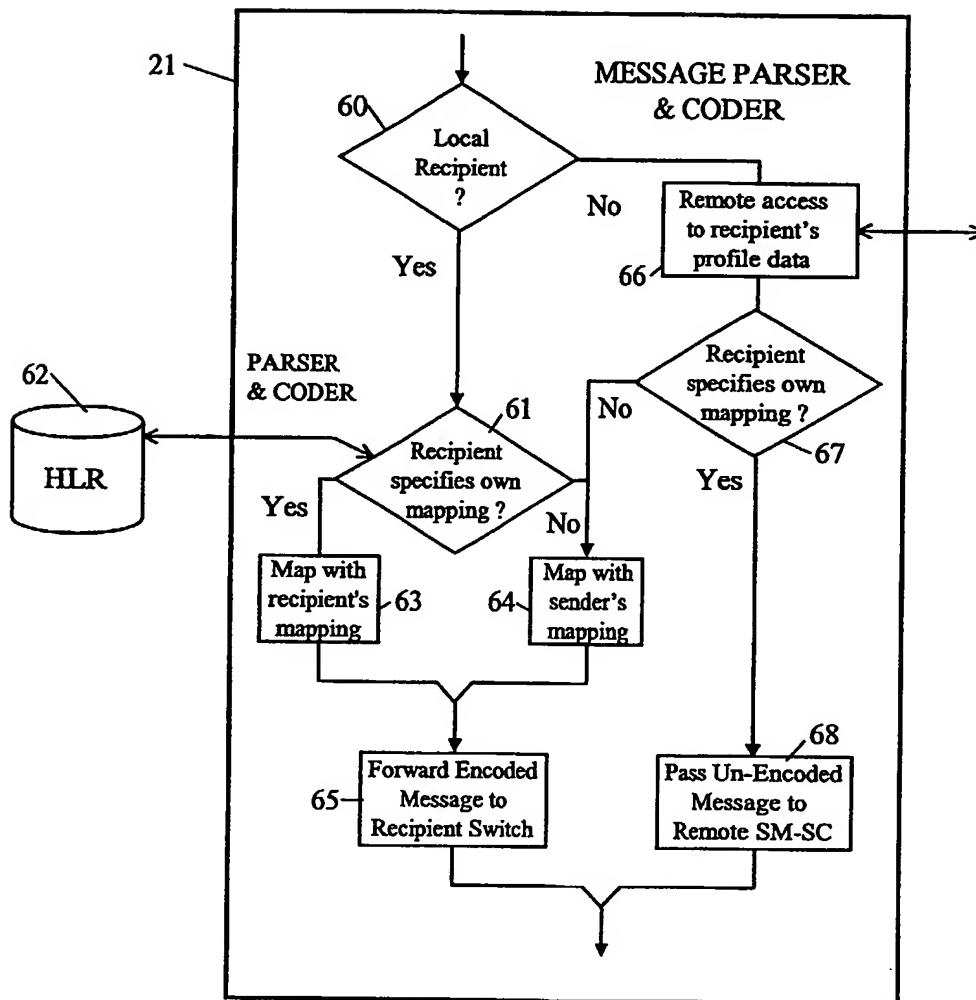 21
MESSAGE PARSER
& CODER
60
Local
Recipient
?
No
Yes
Remote access
to recipient's
profile data
66
62
HLR
PARSER
& CODER
61
Recipient
specifies own
mapping ?
Yes
No
Recipient
specifies own
mapping ?
No
67
Yes
Map with
recipient's
mapping
63
64
Map with
sender's
mapping
65
Forward Encoded
Message to
Recipient Switch
68
Pass Un-Encoded
Message to
Remote SM-SC